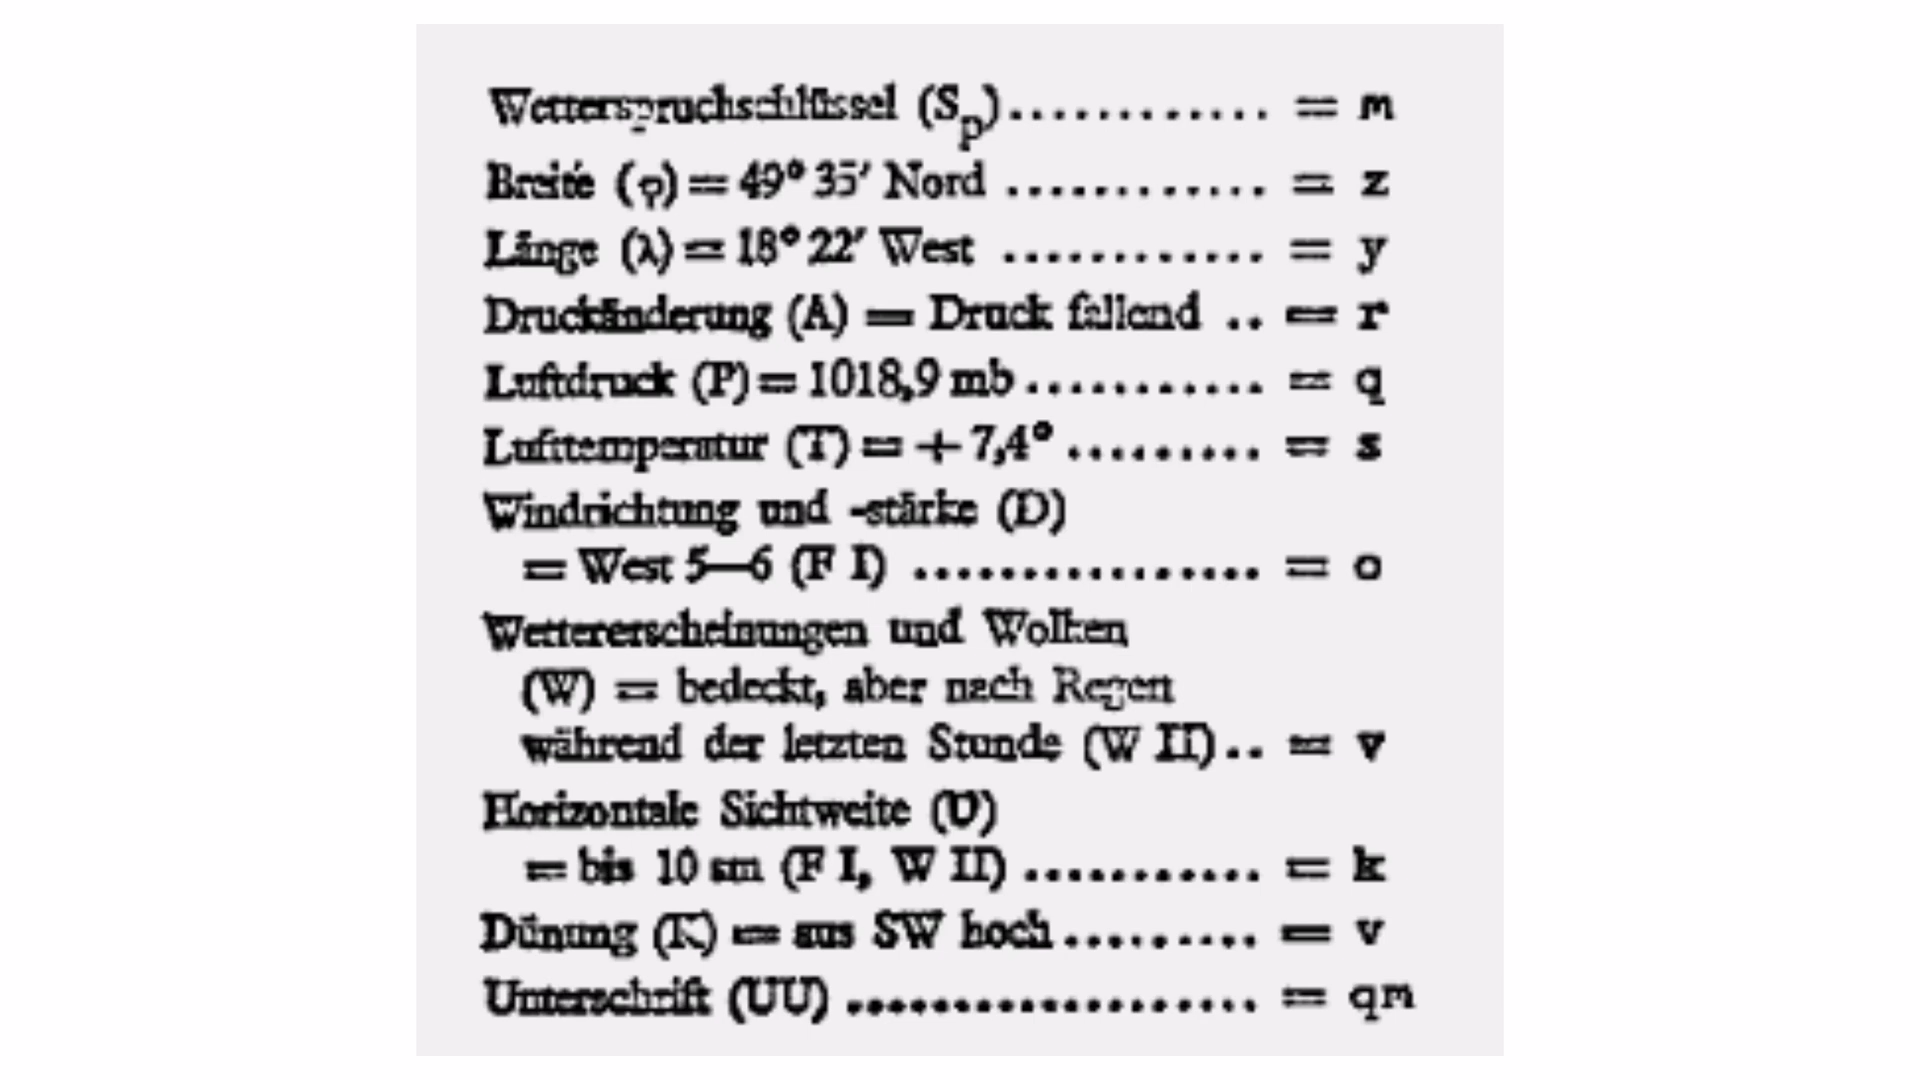 Wetterspruchschlüssel (Sp)............ = m
Breite (φ) = 49° 35′ Nord ............ = z
Länge (λ) = 18° 22′ West ............ = y
Druckänderung (A) = Druck fallend .. = r
Luftdruck (P) = 1018,9 mb........... = q
Lufttemperatur (T) = + 7,4° ......... = s
Windrichtung und -stärke (D)
= West 5—6 (F I) ................ = o
Wettererscheinungen und Wolken
(W) = bedeckt, aber nach Regen
während der letzten Stunde (W II).. = v
Horizontale Sichtweite (U)
= bis 10 sm (F I, W II) ........... = k
Dünung (K) = aus SW hoch......... = v
Unterschrift (UU) ................... = qm